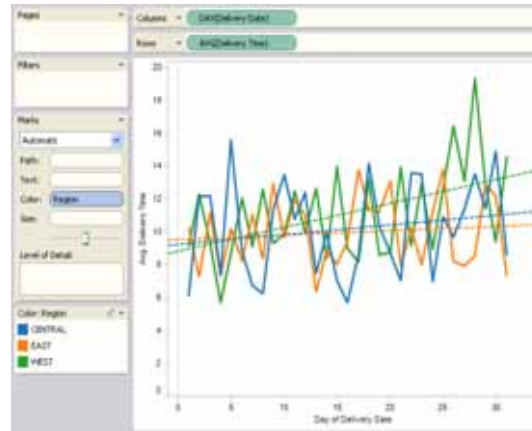 Pages
Columns DAY(Delivery Date)
Rows AVG(Delivery Time)
Filters
Marks
Automatic
Path:
Text:
Color: Region
Size:
Level of Detail:
Color: Region
CENTRAL
EAST
WEST
Avg. Delivery Time
20
18
16
14
12
10
8
6
4
2
0
0 5 10 15 20 25 30
Day of Delivery Date